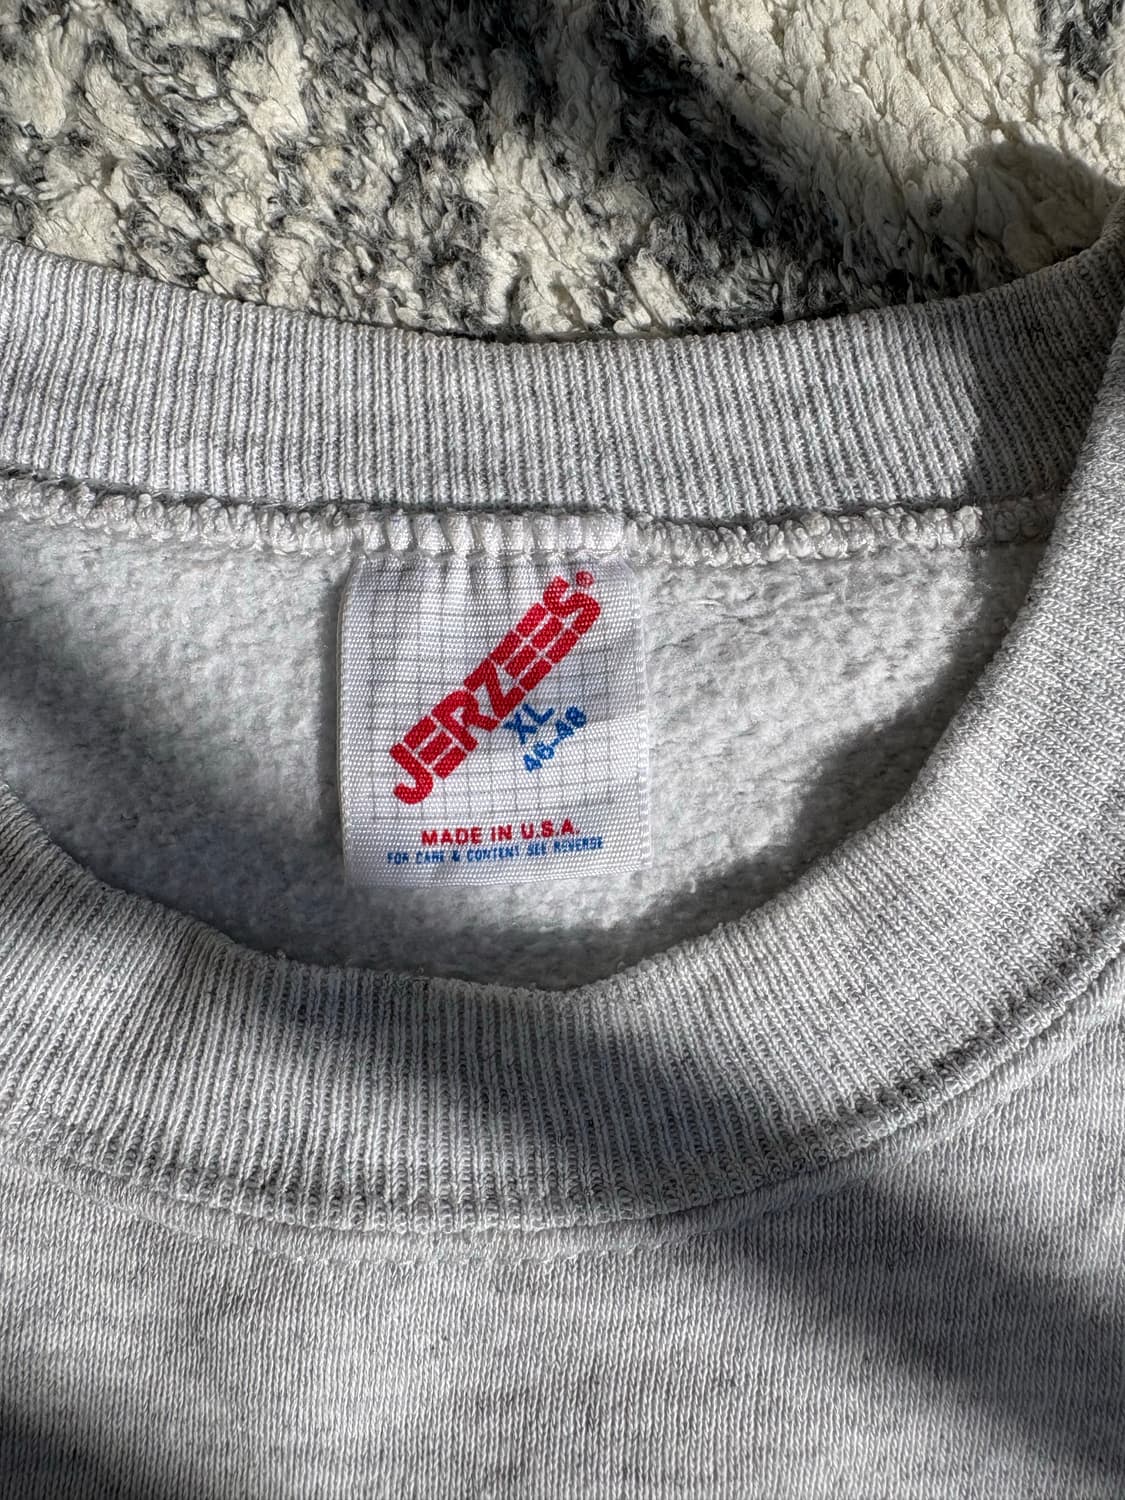 JERZEES®
XL
46-48
MADE IN U.S.A.
FOR CARE & CONTENT SEE REVERSE